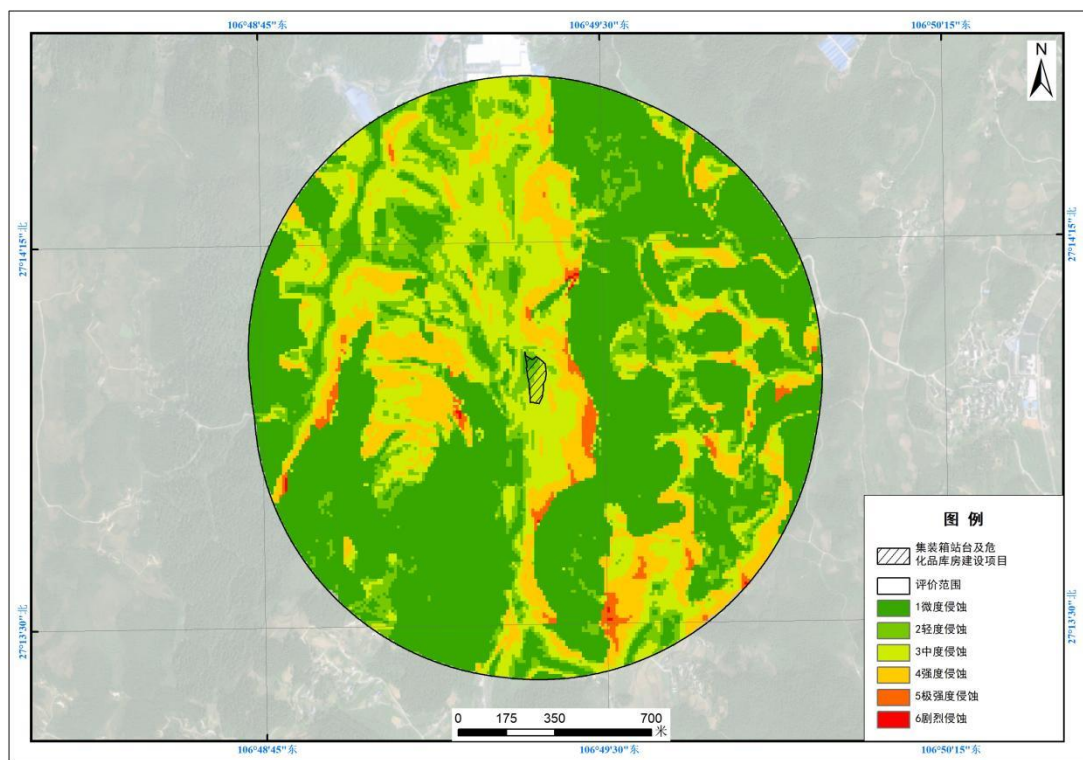 106°48'45"东
106°49'30"东
106°50'15"东
N
27°14'15"北
27°14'15"北
27°13'30"北
27°13'30"北
图 例
集装箱站台及危
化品库房建设项目
评价范围
1微度侵蚀
2轻度侵蚀
3中度侵蚀
4强度侵蚀
5极强度侵蚀
6剧烈侵蚀
0 175 350 700
米
106°48'45"东
106°49'30"东
106°50'15"东